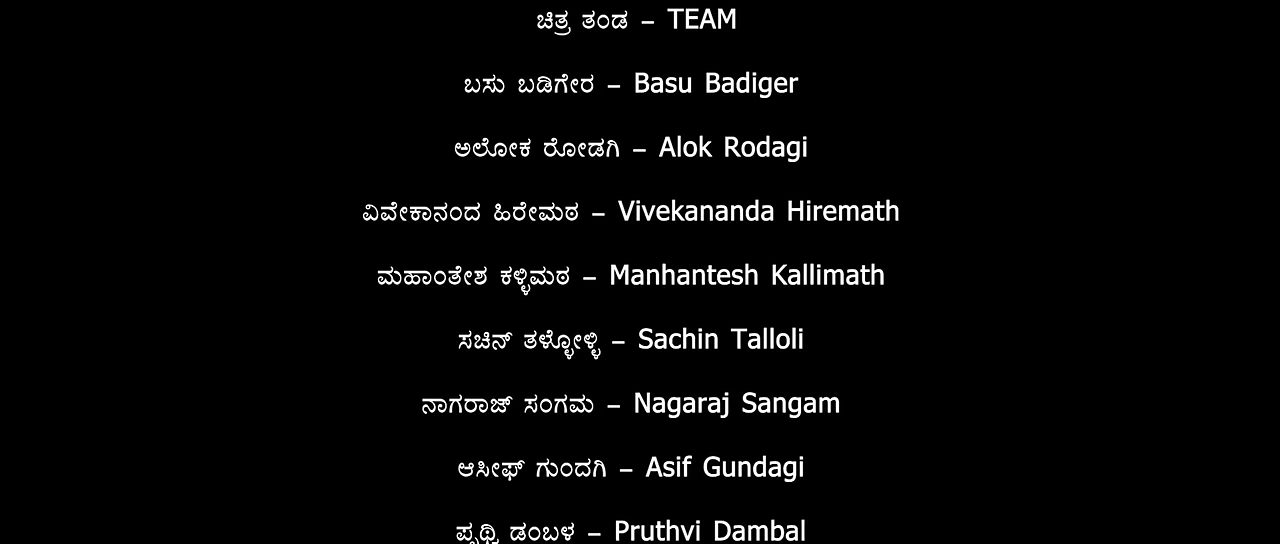 ಚಿತ್ರ ತಂಡ – TEAM
ಬಸು ಬಡಿಗೇರ – Basu Badiger
ಅಲೋಕ ರೋಡಗಿ – Alok Rodagi
ವಿವೇಕಾನಂದ ಹಿರೇಮಠ – Vivekananda Hiremath
ಮಹಾಂತೇಶ ಕಳ್ಳಿಮಠ – Manhantesh Kallimath
ಸಚಿನ್ ತಳ್ಳೋಳ್ಳಿ – Sachin Talloli
ನಾಗರಾಜ್ ಸಂಗಮ – Nagaraj Sangam
ಆಸೀಫ್ ಗುಂದಗಿ – Asif Gundagi
ಪೃಥ್ವಿ ಡಂಬಳ – Pruthvi Dambal